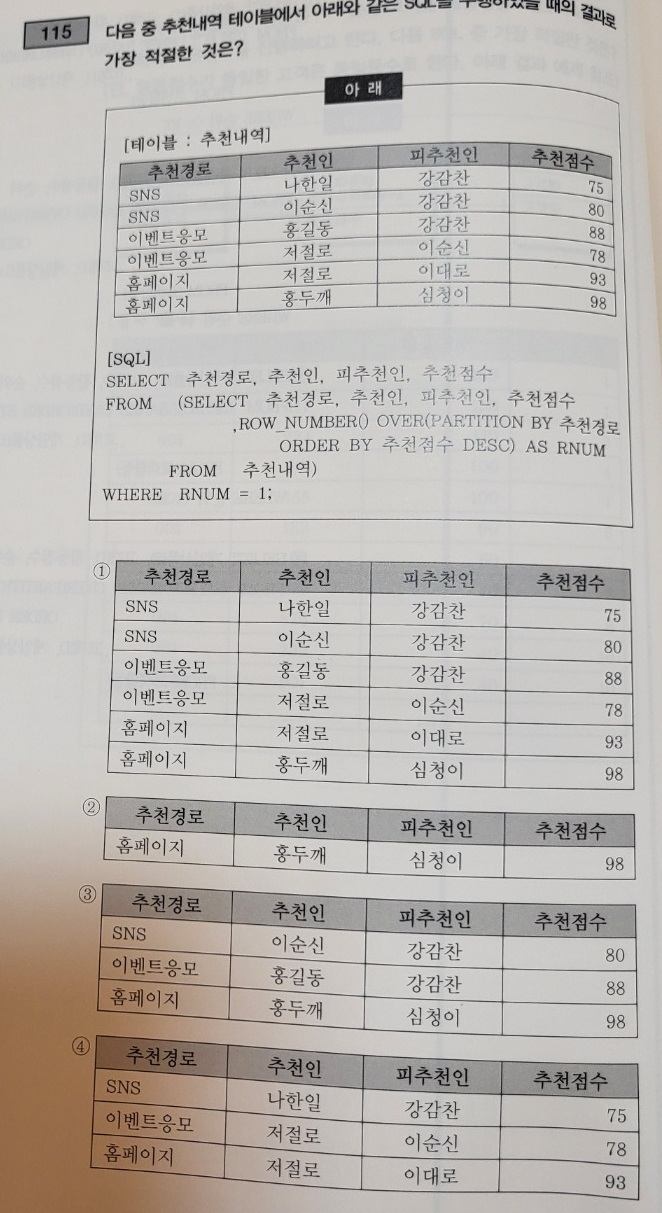 115
다음 중 추천내역 테이블에서 아래와 같은 SQL을 수행하였을 때의 결과로
가장 적절한 것은?
아 래
[테이블 : 추천내역]
추천경로 추천인 피추천인 추천점수
SNS 나한일 강감찬 75
SNS 이순신 강감찬 80
이벤트응모 홍길동 강감찬 88
이벤트응모 저절로 이순신 78
홈페이지 저절로 이대로 93
홈페이지 홍두깨 심청이 98
[SQL]
SELECT 추천경로, 추천인, 피추천인, 추천점수
FROM (SELECT 추천경로, 추천인, 피추천인, 추천점수
,ROW_NUMBER() OVER(PARTITION BY 추천경로
ORDER BY 추천점수 DESC) AS RNUM
FROM 추천내역)
WHERE RNUM = 1;
①
추천경로 추천인 피추천인 추천점수
SNS 나한일 강감찬 75
SNS 이순신 강감찬 80
이벤트응모 홍길동 강감찬 88
이벤트응모 저절로 이순신 78
홈페이지 저절로 이대로 93
홈페이지 홍두깨 심청이 98
②
추천경로 추천인 피추천인 추천점수
홈페이지 홍두깨 심청이 98
③
추천경로 추천인 피추천인 추천점수
SNS 이순신 강감찬 80
이벤트응모 홍길동 강감찬 88
홈페이지 홍두깨 심청이 98
④
추천경로 추천인 피추천인 추천점수
SNS 나한일 강감찬 75
이벤트응모 저절로 이순신 78
홈페이지 저절로 이대로 93